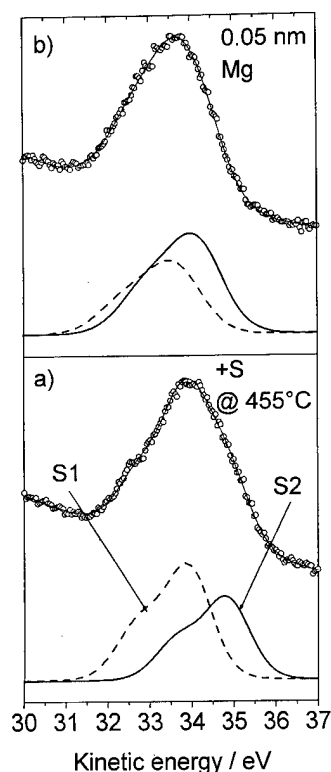 b)
0.05 nm
Mg
a)
+S
@ 455°C
S1
S2
30 31 32 33 34 35 36 37
Kinetic energy / eV